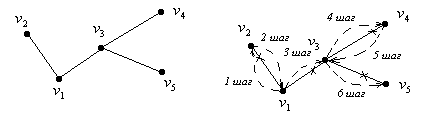 v₂
v₃
v₄
v₁
v₅
v₂
2 шаг
v₃
4 шаг
v₄
1 шаг
3 шаг
5 шаг
v₁
6 шаг
v₅